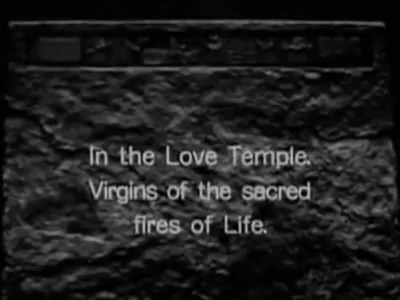 In the Love Temple.
Virgins of the sacred
fires of Life.